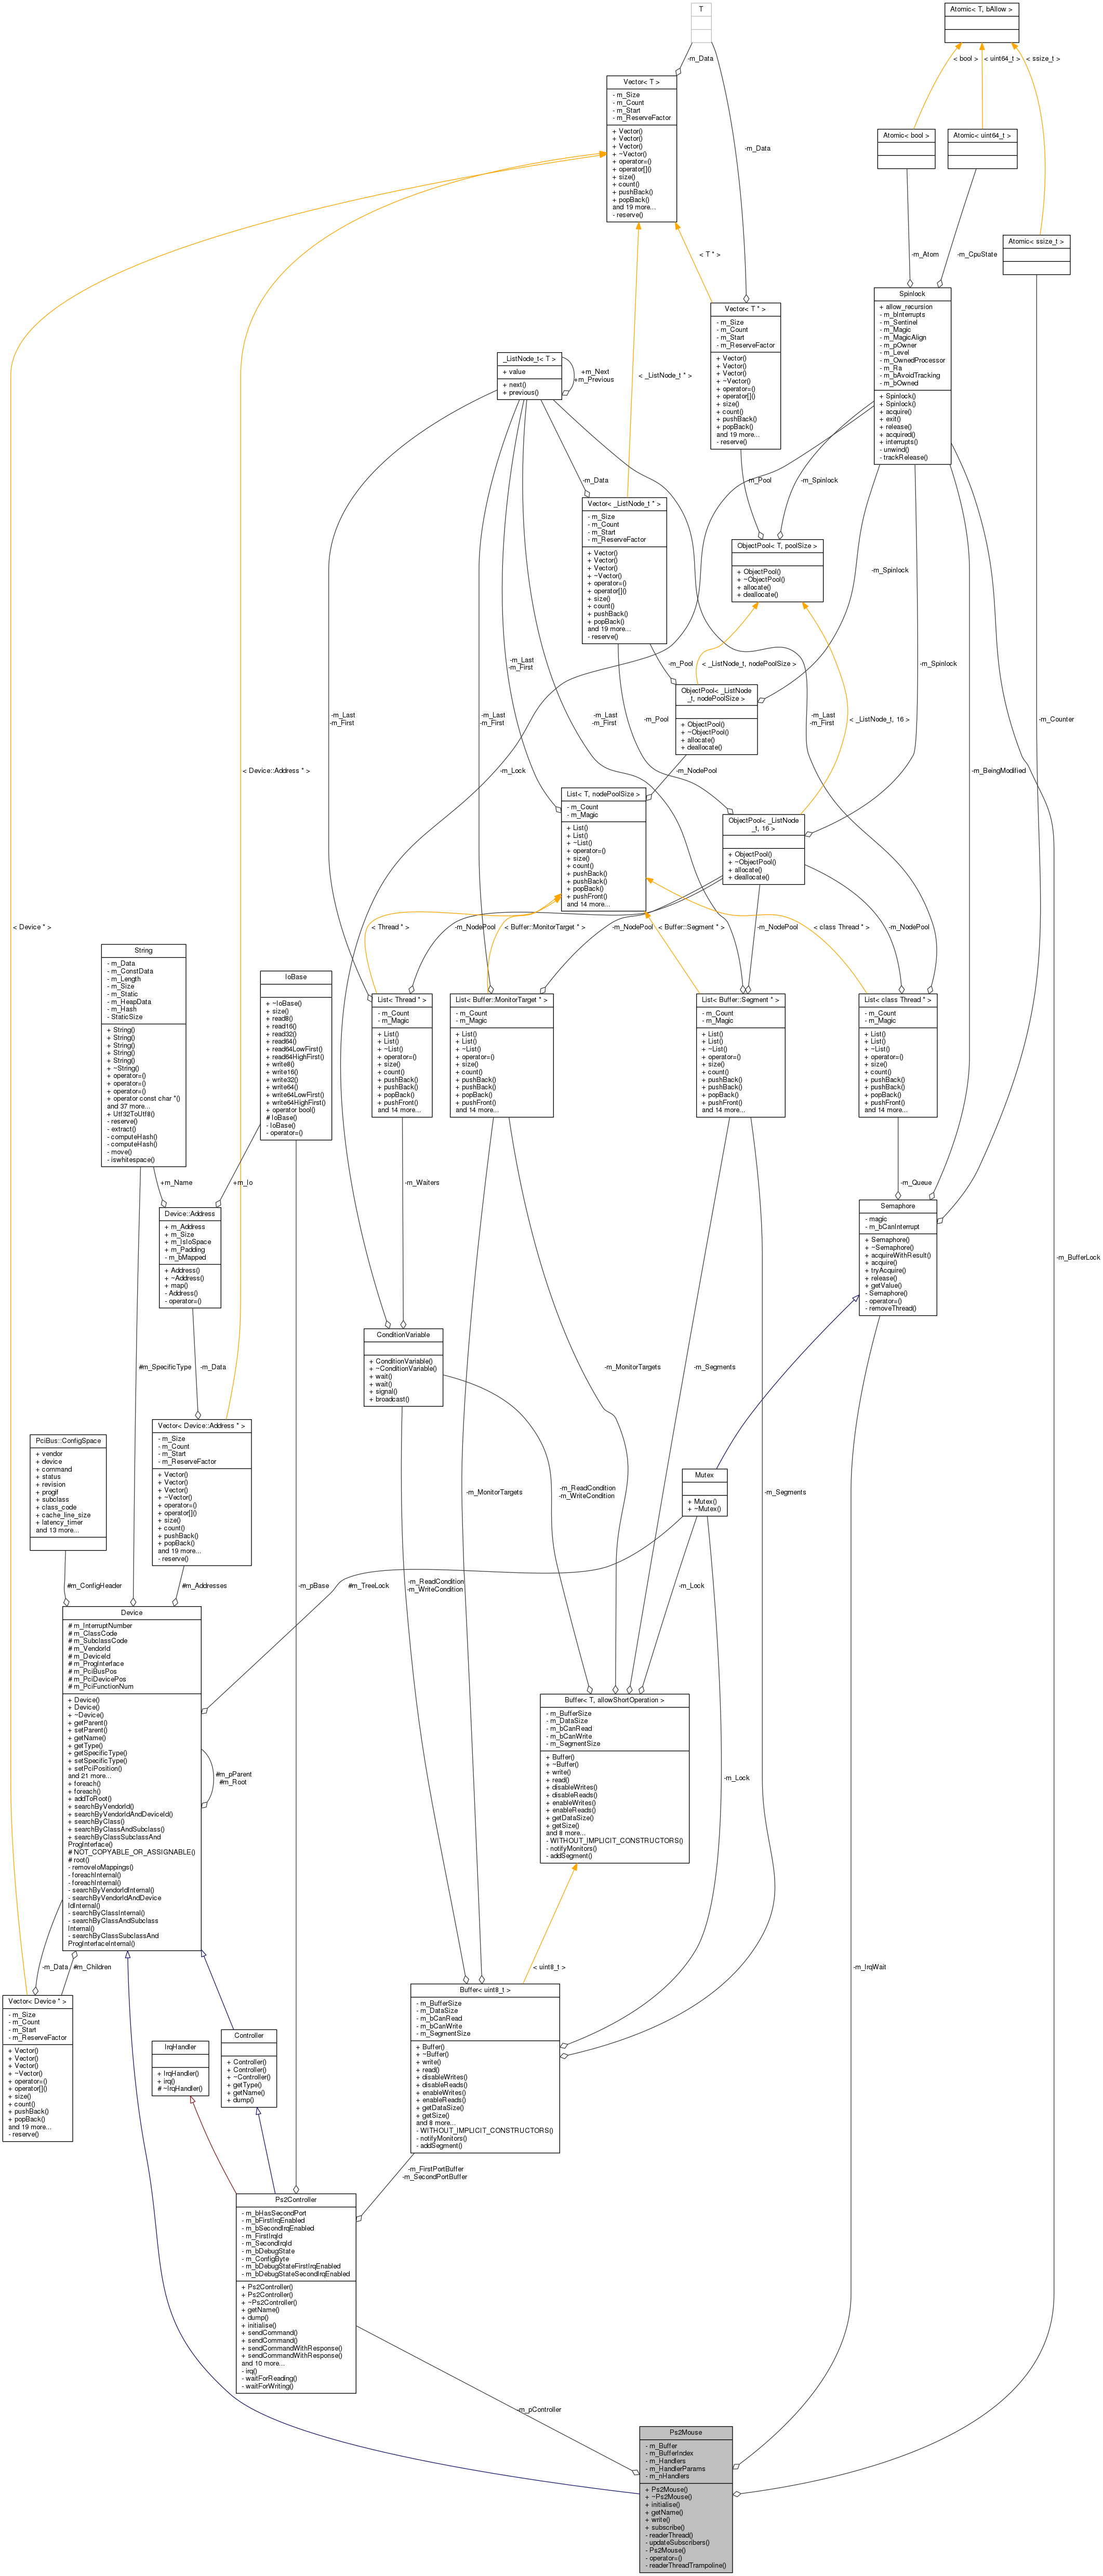 T
Atomic< T, bAllow >
< bool >
< uint64_t >
< ssize_t >
-m_Data
Vector< T >
- m_Size
- m_Count
- m_Start
- m_ReserveFactor
+ Vector()
+ Vector()
+ Vector()
+ ~Vector()
+ operator=()
+ operator[]()
+ size()
+ count()
+ pushBack()
+ popBack()
and 19 more...
- reserve()
Atomic< bool >
Atomic< uint64_t >
-m_Data
Atomic< ssize_t >
-m_Atom
-m_CpuState
< T * >
Spinlock
+ allow_recursion
- m_bInterrupts
- m_Sentinel
- m_Magic
- m_MagicAlign
- m_pOwner
- m_Level
- m_OwnedProcessor
- m_Ra
- m_bAvoidTracking
- m_bOwned
+ Spinlock()
+ Spinlock()
+ acquire()
+ exit()
+ release()
+ acquired()
+ interrupts()
- unwind()
- trackRelease()
Vector< T * >
- m_Size
- m_Count
- m_Start
- m_ReserveFactor
+ Vector()
+ Vector()
+ Vector()
+ ~Vector()
+ operator=()
+ operator[]()
+ size()
+ count()
+ pushBack()
+ popBack()
and 19 more...
- reserve()
_ListNode_t< T >
+ value
+ next()
+ previous()
+m_Next
+m_Previous
< _ListNode_t * >
-m_Data
-m_Pool
-m_Spinlock
Vector< _ListNode_t * >
- m_Size
- m_Count
- m_Start
- m_ReserveFactor
+ Vector()
+ Vector()
+ Vector()
+ ~Vector()
+ operator=()
+ operator[]()
+ size()
+ count()
+ pushBack()
+ popBack()
and 19 more...
- reserve()
ObjectPool< T, poolSize >
+ ObjectPool()
+ ~ObjectPool()
+ allocate()
+ deallocate()
-m_Spinlock
-m_Last
-m_First
-m_Pool
< _ListNode_t, nodePoolSize >
-m_Spinlock
ObjectPool< _ListNode
_t, nodePoolSize >
+ ObjectPool()
+ ~ObjectPool()
+ allocate()
+ deallocate()
-m_Last
-m_First
-m_Last
-m_First
-m_Last
-m_First
-m_Pool
-m_Last
-m_First
< _ListNode_t, 16 >
-m_Counter
< Device::Address * >
-m_Lock
-m_NodePool
-m_BeingModified
List< T, nodePoolSize >
- m_Count
- m_Magic
+ List()
+ List()
+ ~List()
+ operator=()
+ size()
+ count()
+ pushBack()
+ pushBack()
+ popBack()
+ pushFront()
and 14 more...
ObjectPool< _ListNode
_t, 16 >
+ ObjectPool()
+ ~ObjectPool()
+ allocate()
+ deallocate()
< Device * >
< Thread * >
-m_NodePool
< Buffer::MonitorTarget * >
-m_NodePool
< Buffer::Segment * >
-m_NodePool
< class Thread * >
-m_NodePool
String
- m_Data
- m_ConstData
- m_Length
- m_Size
- m_Static
- m_HeapData
- m_Hash
- StaticSize
+ String()
+ String()
+ String()
+ String()
+ String()
+ ~String()
+ operator=()
+ operator=()
+ operator=()
+ operator const char *()
and 37 more...
+ Utf32ToUtf8()
- reserve()
- extract()
- computeHash()
- computeHash()
- move()
- iswhitespace()
IoBase
+ ~IoBase()
+ size()
+ read8()
+ read16()
+ read32()
+ read64()
+ read64LowFirst()
+ read64HighFirst()
+ write8()
+ write16()
+ write32()
+ write64()
+ write64LowFirst()
+ write64HighFirst()
+ operator bool()
# IoBase()
- IoBase()
- operator=()
List< Thread * >
- m_Count
- m_Magic
+ List()
+ List()
+ ~List()
+ operator=()
+ size()
+ count()
+ pushBack()
+ pushBack()
+ popBack()
+ pushFront()
and 14 more...
List< Buffer::MonitorTarget * >
- m_Count
- m_Magic
+ List()
+ List()
+ ~List()
+ operator=()
+ size()
+ count()
+ pushBack()
+ pushBack()
+ popBack()
+ pushFront()
and 14 more...
List< Buffer::Segment * >
- m_Count
- m_Magic
+ List()
+ List()
+ ~List()
+ operator=()
+ size()
+ count()
+ pushBack()
+ pushBack()
+ popBack()
+ pushFront()
and 14 more...
List< class Thread * >
- m_Count
- m_Magic
+ List()
+ List()
+ ~List()
+ operator=()
+ size()
+ count()
+ pushBack()
+ pushBack()
+ popBack()
+ pushFront()
and 14 more...
+m_Name
+m_Io
-m_Waiters
-m_Queue
Device::Address
+ m_Address
+ m_Size
+ m_IsIoSpace
+ m_Padding
- m_bMapped
+ Address()
+ ~Address()
+ map()
- Address()
- operator=()
Semaphore
- magic
- m_bCanInterrupt
+ Semaphore()
+ ~Semaphore()
+ acquireWithResult()
+ acquire()
+ tryAcquire()
+ release()
+ getValue()
- Semaphore()
- operator=()
- removeThread()
-m_BufferLock
ConditionVariable
+ ConditionVariable()
+ ~ConditionVariable()
+ wait()
+ wait()
+ signal()
+ broadcast()
#m_SpecificType
-m_Data
-m_MonitorTargets
-m_Segments
Vector< Device::Address * >
- m_Size
- m_Count
- m_Start
- m_ReserveFactor
+ Vector()
+ Vector()
+ Vector()
+ ~Vector()
+ operator=()
+ operator[]()
+ size()
+ count()
+ pushBack()
+ popBack()
and 19 more...
- reserve()
PciBus::ConfigSpace
+ vendor
+ device
+ command
+ status
+ revision
+ progif
+ subclass
+ class_code
+ cache_line_size
+ latency_timer
and 13 more...
-m_MonitorTargets
-m_ReadCondition
-m_WriteCondition
Mutex
+ Mutex()
+ ~Mutex()
-m_Segments
#m_ConfigHeader
#m_Addresses
-m_pBase
#m_TreeLock
-m_ReadCondition
-m_WriteCondition
-m_Lock
Device
# m_InterruptNumber
# m_ClassCode
# m_SubclassCode
# m_VendorId
# m_DeviceId
# m_ProgInterface
# m_PciBusPos
# m_PciDevicePos
# m_PciFunctionNum
+ Device()
+ Device()
+ ~Device()
+ getParent()
+ setParent()
+ getName()
+ getType()
+ getSpecificType()
+ setSpecificType()
+ setPciPosition()
and 21 more...
+ foreach()
+ foreach()
+ addToRoot()
+ searchByVendorId()
+ searchByVendorIdAndDeviceId()
+ searchByClass()
+ searchByClassAndSubclass()
+ searchByClassSubclassAnd
ProgInterface()
# NOT_COPYABLE_OR_ASSIGNABLE()
# root()
- removeIoMappings()
- foreachInternal()
- foreachInternal()
- searchByVendorIdInternal()
- searchByVendorIdAndDevice
IdInternal()
- searchByClassInternal()
- searchByClassAndSubclass
Internal()
- searchByClassSubclassAnd
ProgInterfaceInternal()
#m_pParent
#m_Root
Buffer< T, allowShortOperation >
- m_BufferSize
- m_DataSize
- m_bCanRead
- m_bCanWrite
- m_SegmentSize
+ Buffer()
+ ~Buffer()
+ write()
+ read()
+ disableWrites()
+ disableReads()
+ enableWrites()
+ enableReads()
+ getDataSize()
+ getSize()
and 8 more...
- WITHOUT_IMPLICIT_CONSTRUCTORS()
- notifyMonitors()
- addSegment()
-m_Lock
-m_Data
#m_Children
< uint8_t >
-m_IrqWait
Vector< Device * >
- m_Size
- m_Count
- m_Start
- m_ReserveFactor
+ Vector()
+ Vector()
+ Vector()
+ ~Vector()
+ operator=()
+ operator[]()
+ size()
+ count()
+ pushBack()
+ popBack()
and 19 more...
- reserve()
IrqHandler
+ IrqHandler()
+ irq()
# ~IrqHandler()
Controller
+ Controller()
+ Controller()
+ ~Controller()
+ getType()
+ getName()
+ dump()
Buffer< uint8_t >
- m_BufferSize
- m_DataSize
- m_bCanRead
- m_bCanWrite
- m_SegmentSize
+ Buffer()
+ ~Buffer()
+ write()
+ read()
+ disableWrites()
+ disableReads()
+ enableWrites()
+ enableReads()
+ getDataSize()
+ getSize()
and 8 more...
- WITHOUT_IMPLICIT_CONSTRUCTORS()
- notifyMonitors()
- addSegment()
-m_FirstPortBuffer
-m_SecondPortBuffer
Ps2Controller
- m_bHasSecondPort
- m_bFirstIrqEnabled
- m_bSecondIrqEnabled
- m_FirstIrqId
- m_SecondIrqId
- m_bDebugState
- m_ConfigByte
- m_bDebugStateFirstIrqEnabled
- m_bDebugStateSecondIrqEnabled
+ Ps2Controller()
+ Ps2Controller()
+ ~Ps2Controller()
+ getName()
+ dump()
+ initialise()
+ sendCommand()
+ sendCommand()
+ sendCommandWithResponse()
+ sendCommandWithResponse()
and 10 more...
- irq()
- waitForReading()
- waitForWriting()
-m_pController
Ps2Mouse
- m_Buffer
- m_BufferIndex
- m_Handlers
- m_HandlerParams
- m_nHandlers
+ Ps2Mouse()
+ ~Ps2Mouse()
+ initialise()
+ getName()
+ write()
+ subscribe()
- readerThread()
- updateSubscribers()
- Ps2Mouse()
- operator=()
- readerThreadTrampoline()